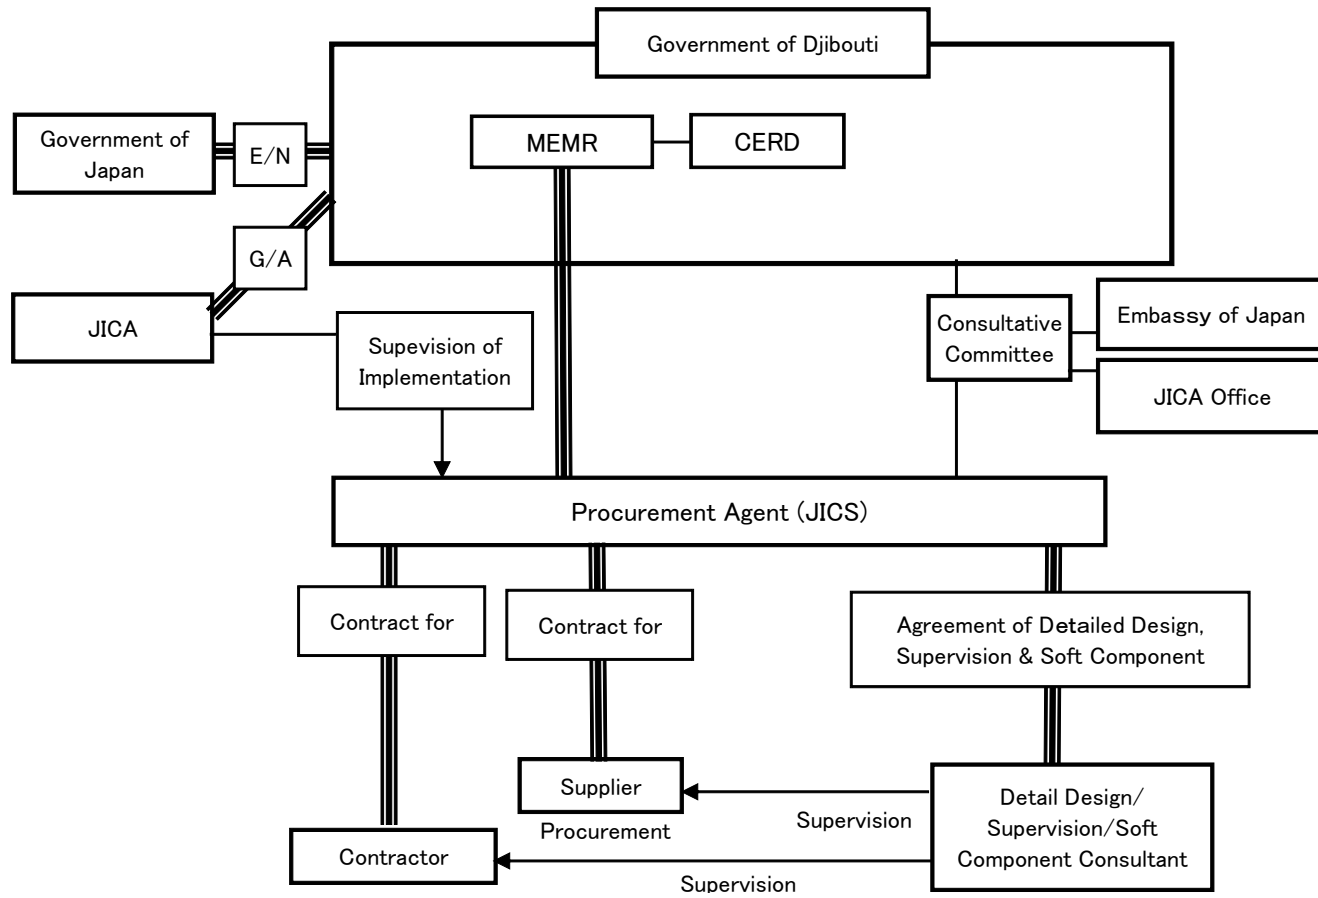 Government of Djibouti
Government of
Japan
E/N
MEMR
CERD
G/A
JICA
Supevision of
Implementation
Consultative
Committee
Embassy of Japan
JICA Office
Procurement Agent (JICS)
Contract for
Contract for
Agreement of Detailed Design,
Supervision & Soft Component
Supplier
Procurement
Supervision
Detail Design/
Supervision/Soft
Component Consultant
Contractor
Supervision